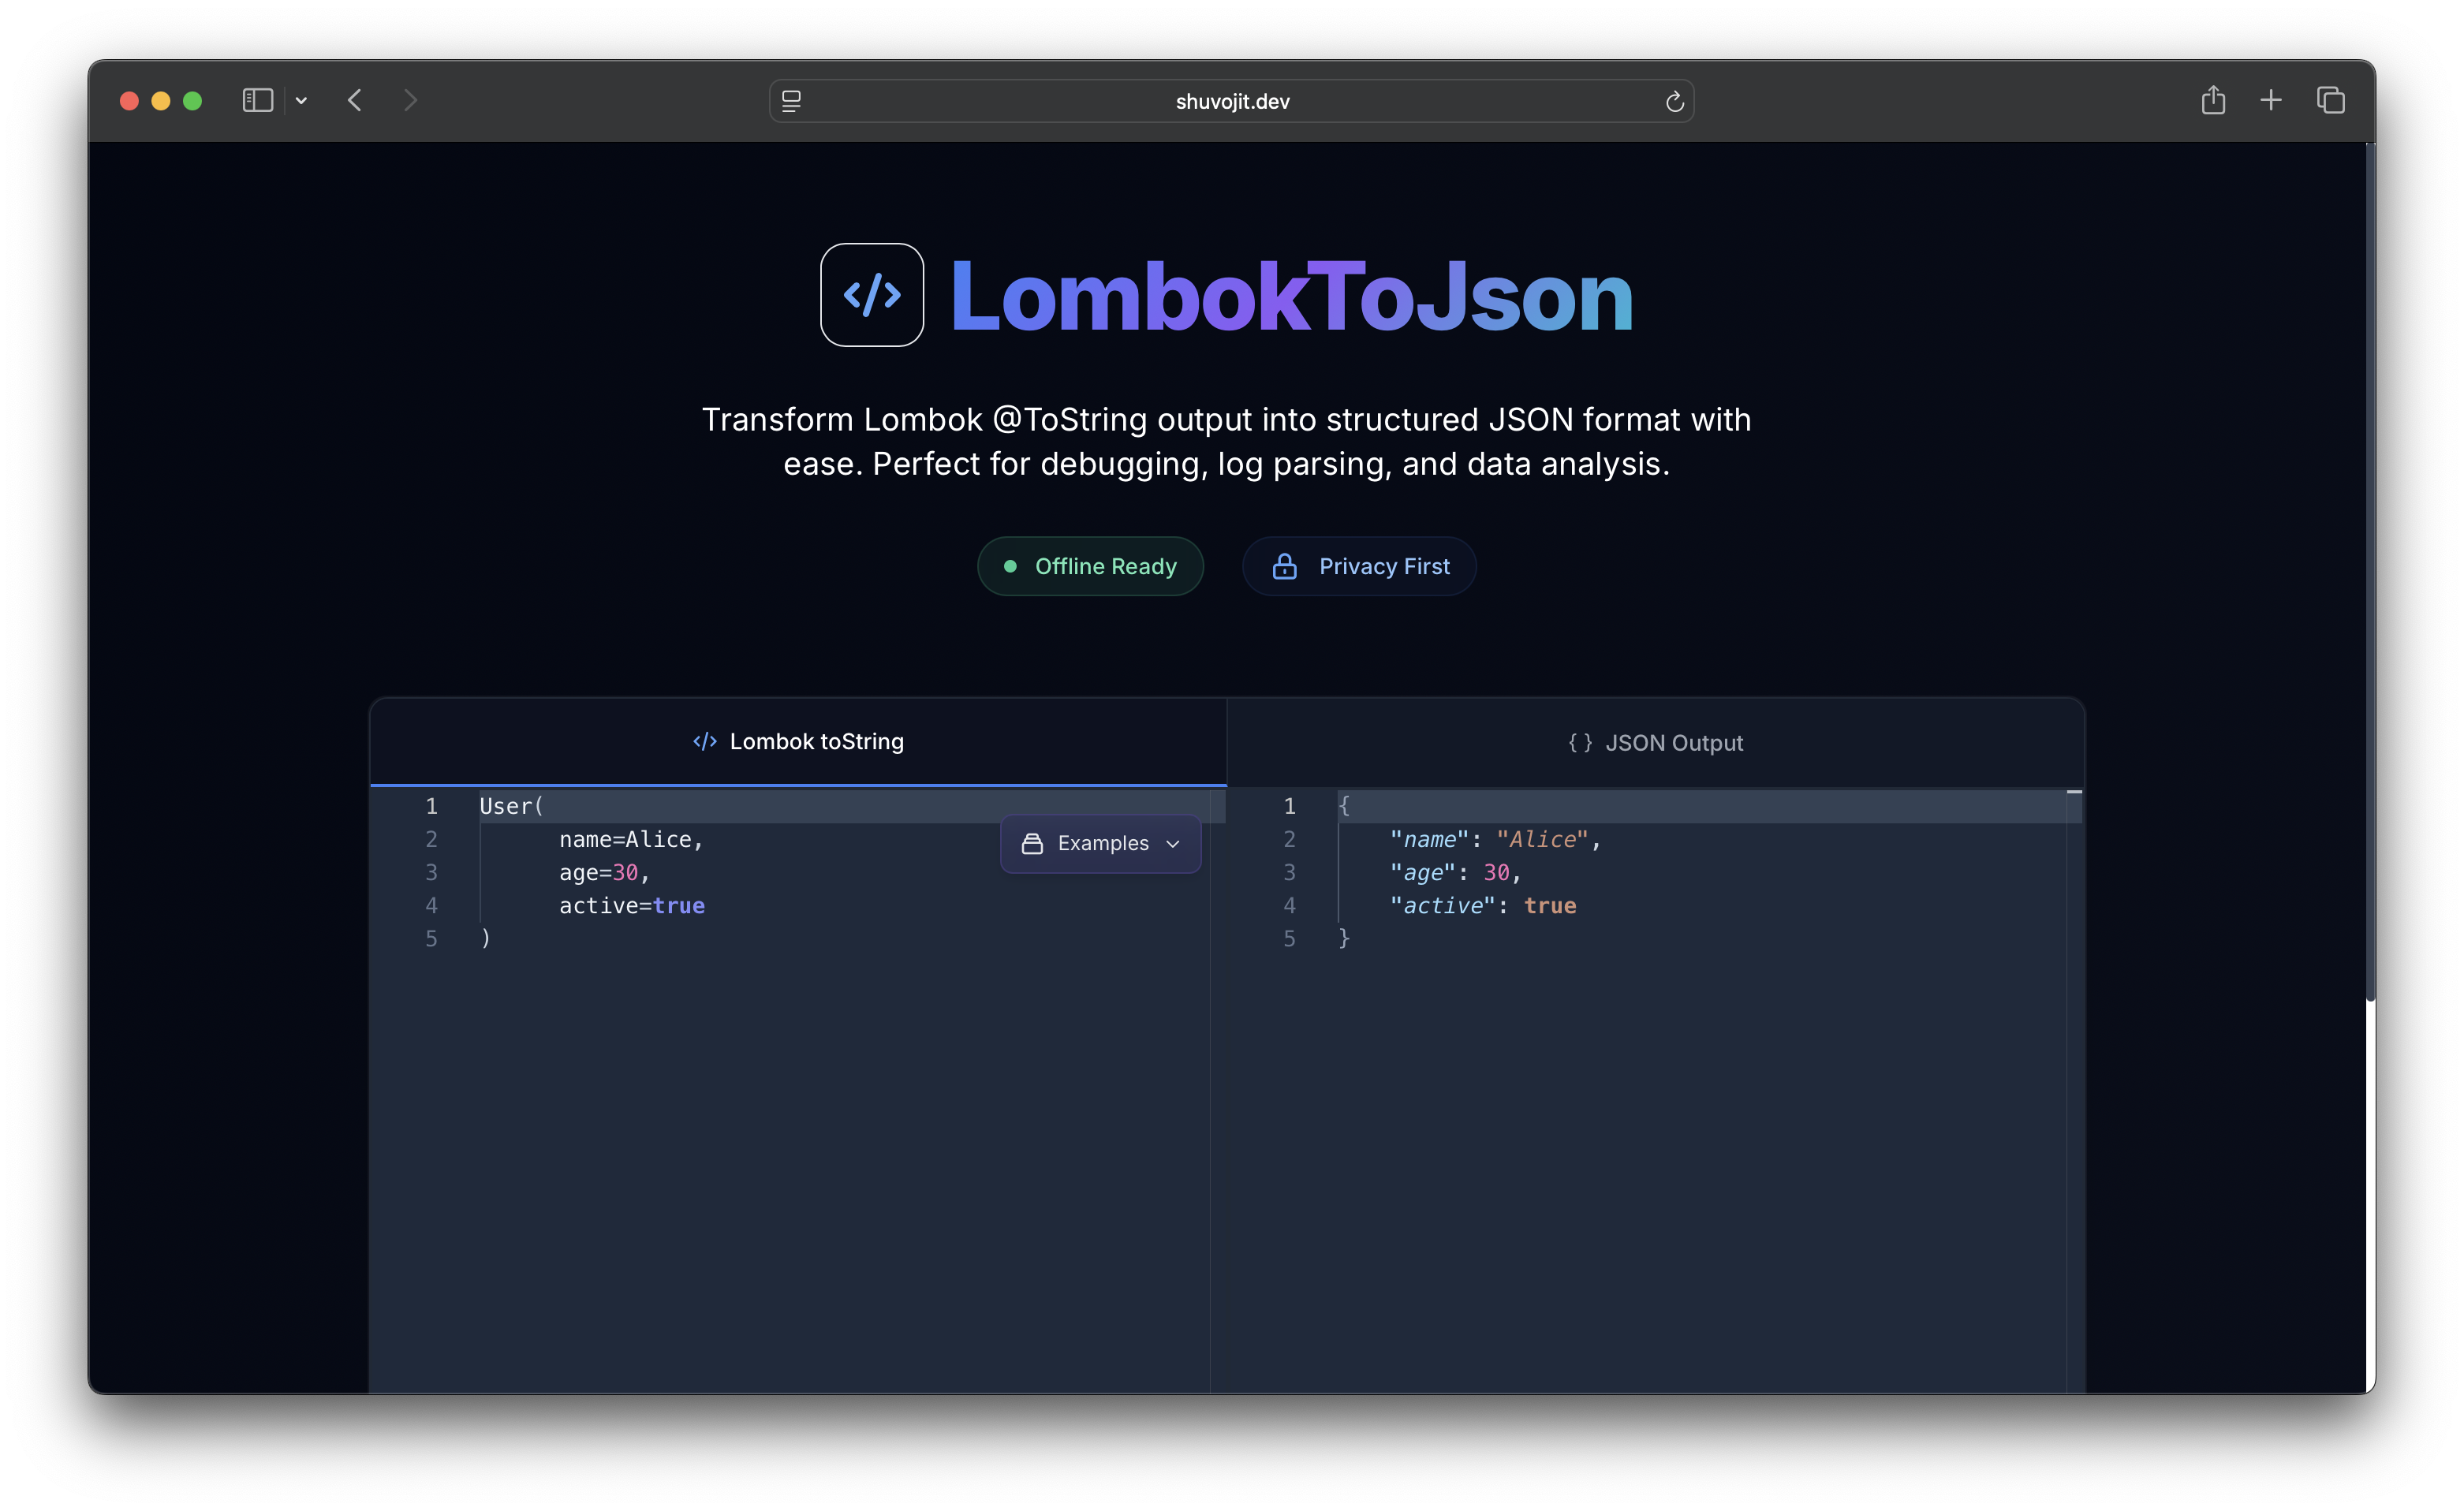 shuvojit.dev
</> LombokToJson
Transform Lombok @ToString output into structured JSON format with
ease. Perfect for debugging, log parsing, and data analysis.
Offline Ready
Privacy First
</> Lombok toString
1 User(
2 name=Alice,
3 age=30,
4 active=true
5 )
Examples
{ } JSON Output
1 {
2 "name": "Alice",
3 "age": 30,
4 "active": true
5 }